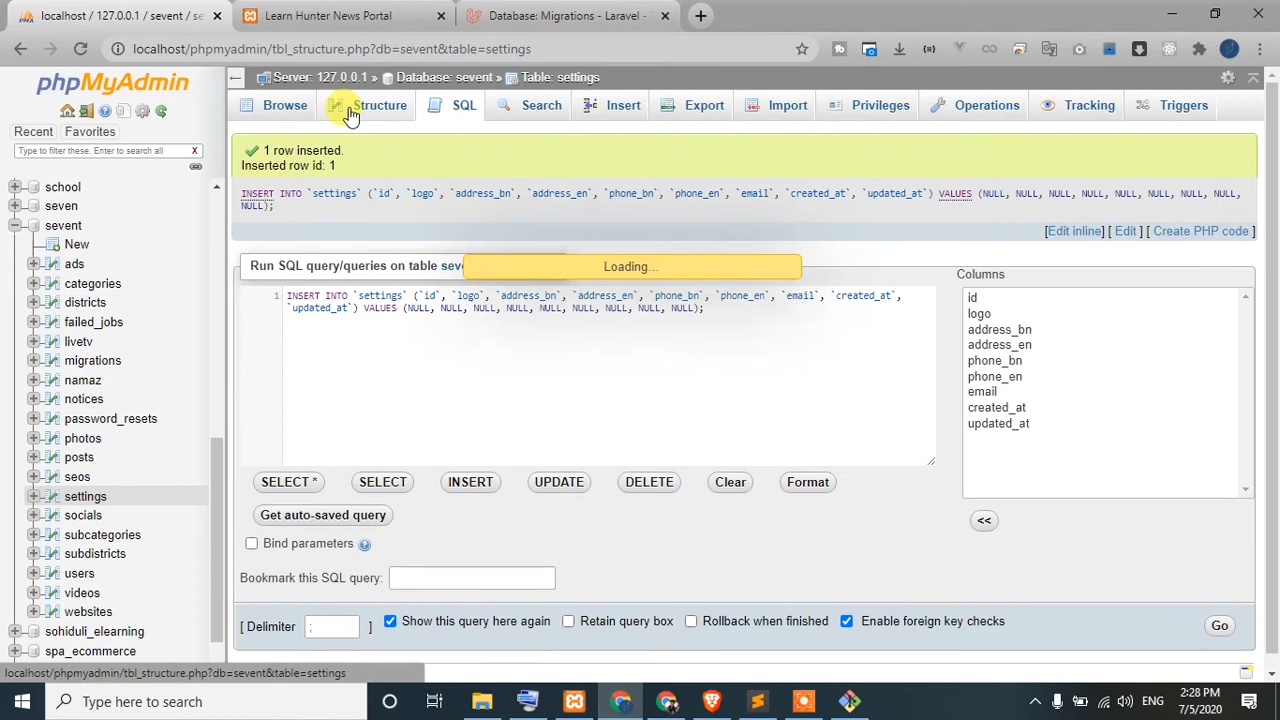 localhost / 127.0.0.1 / sevent / se
Learn Hunter News Portal
Database: Migrations - Laravel -
localhost/phpmyadmin/tbl_structure.php?db=sevent&table=settings
phpMyAdmin
Server: 127.0.0.1 » Database: sevent » Table: settings
Browse Structure SQL Search Insert Export Import Privileges Operations Tracking Triggers
Recent Favorites
Type to filter these, Enter to search all X
school
seven
sevent
New
ads
categories
districts
failed_jobs
livetv
migrations
namaz
notices
password_resets
photos
posts
seos
settings
socials
subcategories
subdistricts
users
videos
websites
sohiduli_elearning
spa_ecommerce
1 row inserted.
Inserted row id: 1
INSERT INTO `settings` (`id`, `logo`, `address_bn`, `address_en`, `phone_bn`, `phone_en`, `email`, `created_at`, `updated_at`) VALUES (NULL, NULL, NULL, NULL, NULL, NULL, NULL, NULL,
NULL);
[Edit inline] [ Edit ] [ Create PHP code ]
Run SQL query/queries on table seve
Loading...
1 INSERT INTO `settings` (`id`, `logo`, `address_bn`, `address_en`, `phone_bn`, `phone_en`, `email`, `created_at`,
`updated_at`) VALUES (NULL, NULL, NULL, NULL, NULL, NULL, NULL, NULL, NULL);
Columns
id
logo
address_bn
address_en
phone_bn
phone_en
email
created_at
updated_at
SELECT * SELECT INSERT UPDATE DELETE Clear Format
<<
Get auto-saved query
Bind parameters
Bookmark this SQL query:
[ Delimiter ; ] Show this query here again Retain query box Rollback when finished Enable foreign key checks Go
localhost/phpmyadmin/tbl_structure.php?db=sevent&table=settings
Type here to search
ENG
2:28 PM
7/5/2020